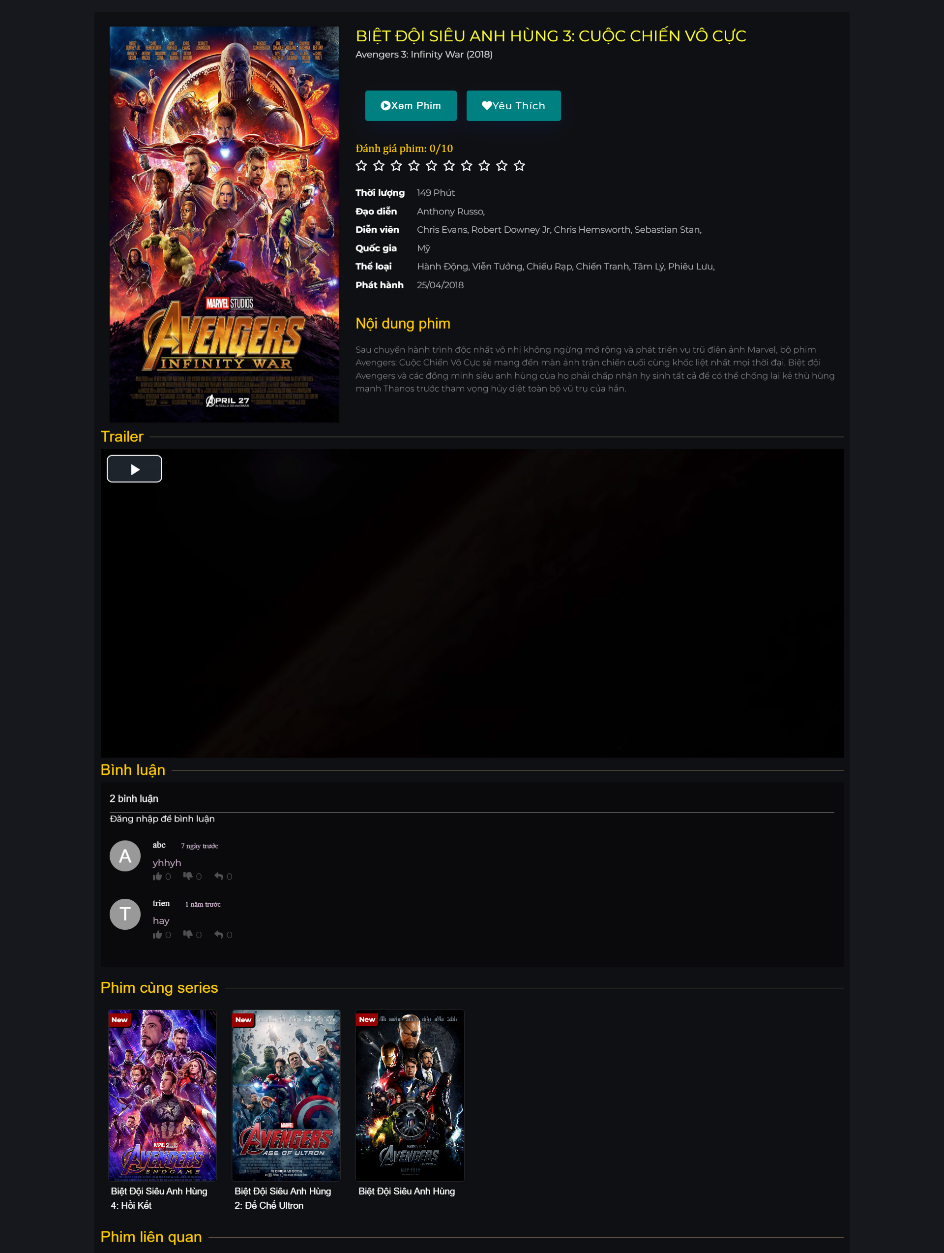 BIỆT ĐỘI SIÊU ANH HÙNG 3: CUỘC CHIẾN VÔ CỰC
Avengers 3: Infinity War (2018)
Xem Phim
Yêu Thích
Đánh giá phim: 0/10
Thời lượng 149 Phút
Đạo diễn Anthony Russo,
Diễn viên Chris Evans, Robert Downey Jr, Chris Hemsworth, Sebastian Stan,
Quốc gia Mỹ
Thể loại Hành Động, Viễn Tưởng, Chiếu Rạp, Chiến Tranh, Tâm Lý, Phiêu Lưu,
Phát hành 25/04/2018
Nội dung phim
Sau chuyến hành trình độc nhất vô nhị không ngừng mở rộng và phát triển vụ trũ điện ảnh Marvel, bộ phim
Avengers: Cuộc Chiến Vô Cực sẽ mang đến màn ảnh trận chiến cuối cùng khốc liệt nhất mọi thời đại. Biệt đội
Avengers và các đồng minh siêu anh hùng của họ phải chấp nhận hy sinh tất cả để có thể chống lại kẻ thù hùng
mạnh Thanos trước tham vọng hủy diệt toàn bộ vũ trụ của hắn.
MARVEL STUDIOS
AVENGERS
INFINITY WAR
APRIL 27
Trailer
Bình luận
2 bình luận
Đăng nhập để bình luận
A
abc 7 ngày trước
yhhyh
0 0 0
T
trien 1 năm trước
hay
0 0 0
Phim cùng series
New
New
New
AVENGERS
ENDGAME
MARVEL
AVENGERS
AGE OF ULTRON
AVENGERS
Biệt Đội Siêu Anh Hùng
4: Hồi Kết
Biệt Đội Siêu Anh Hùng
2: Đế Chế Ultron
Biệt Đội Siêu Anh Hùng
Phim liên quan